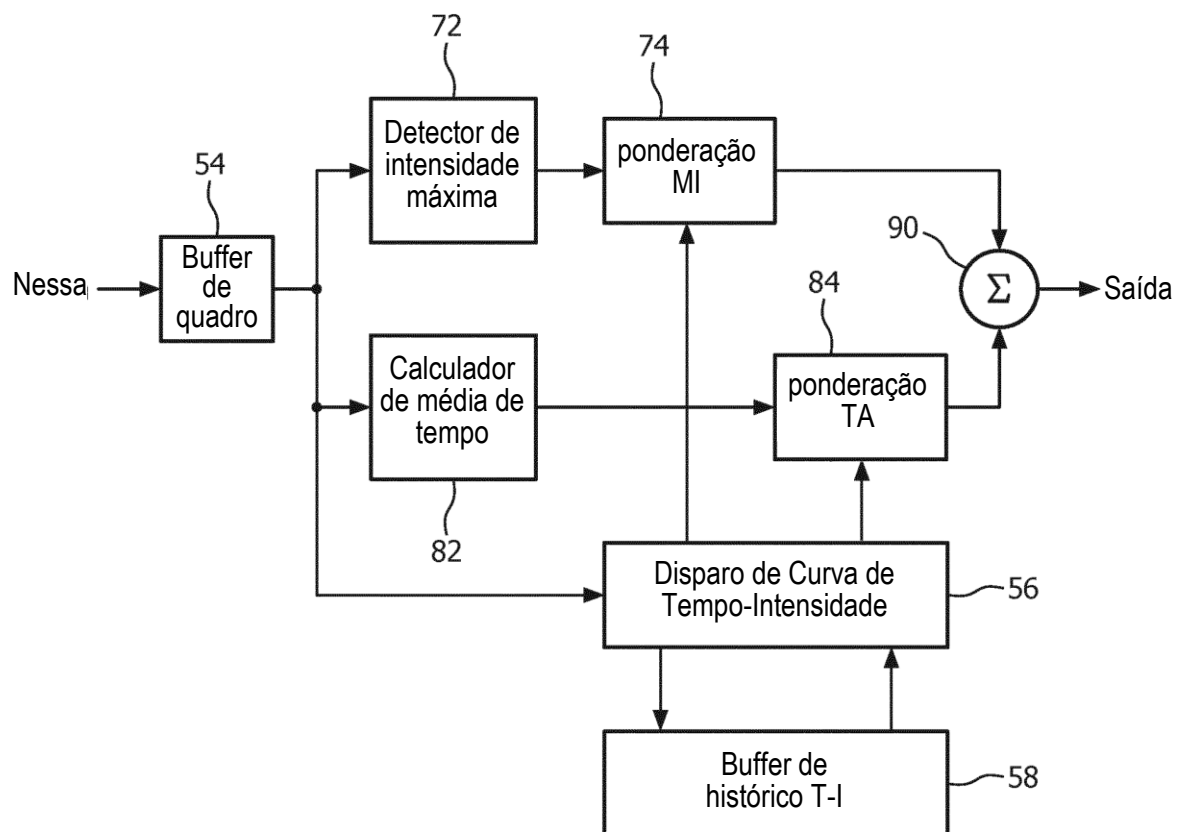 72
74
Detector de
intensidade
máxima
ponderação
MI
54
90
Buffer
de
quadro
Nessa
Σ
Saída
84
Calculador
de média de
tempo
ponderação
TA
82
Disparo de Curva de
Tempo-Intensidade
56
Buffer de
histórico T-I
58